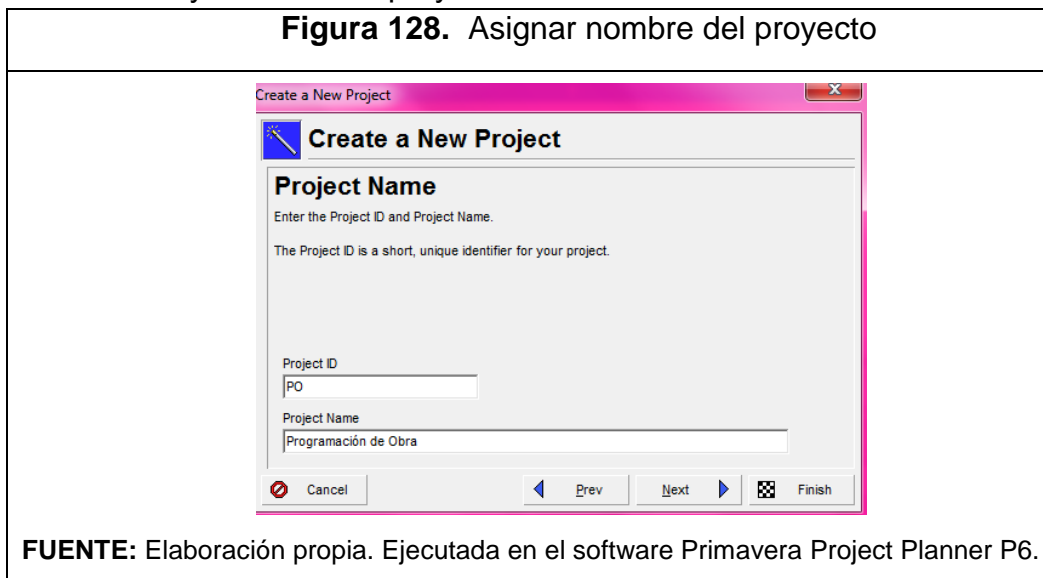 Figura 128. Asignar nombre del proyecto
Create a New Project
Create a New Project
Project Name
Enter the Project ID and Project Name.
The Project ID is a short, unique identifier for your project.
Project ID
PO
Project Name
Programación de Obra
Cancel Prev Next Finish
FUENTE: Elaboración propia. Ejecutada en el software Primavera Project Planner P6.